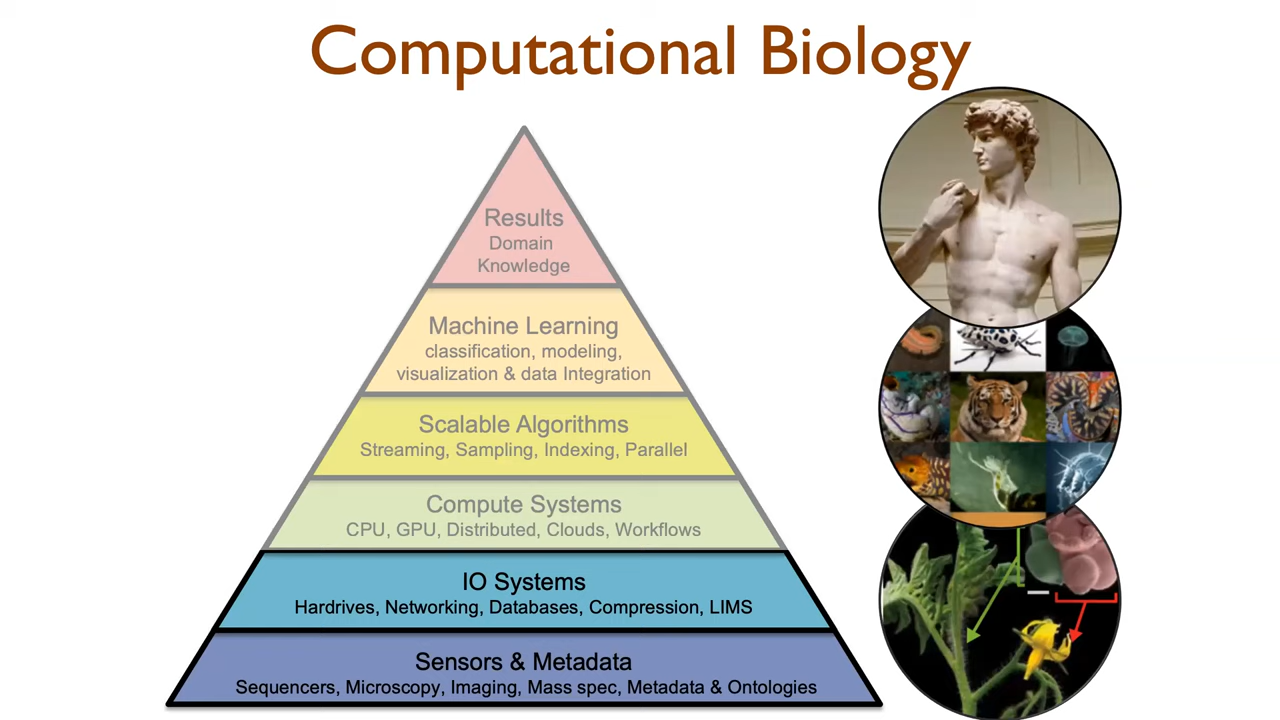 Computational Biology
Results
Domain
Knowledge
Machine Learning
classification, modeling,
visualization & data Integration
Scalable Algorithms
Streaming, Sampling, Indexing, Parallel
Compute Systems
CPU, GPU, Distributed, Clouds, Workflows
IO Systems
Hardrives, Networking, Databases, Compression, LIMS
Sensors & Metadata
Sequencers, Microscopy, Imaging, Mass spec, Metadata & Ontologies